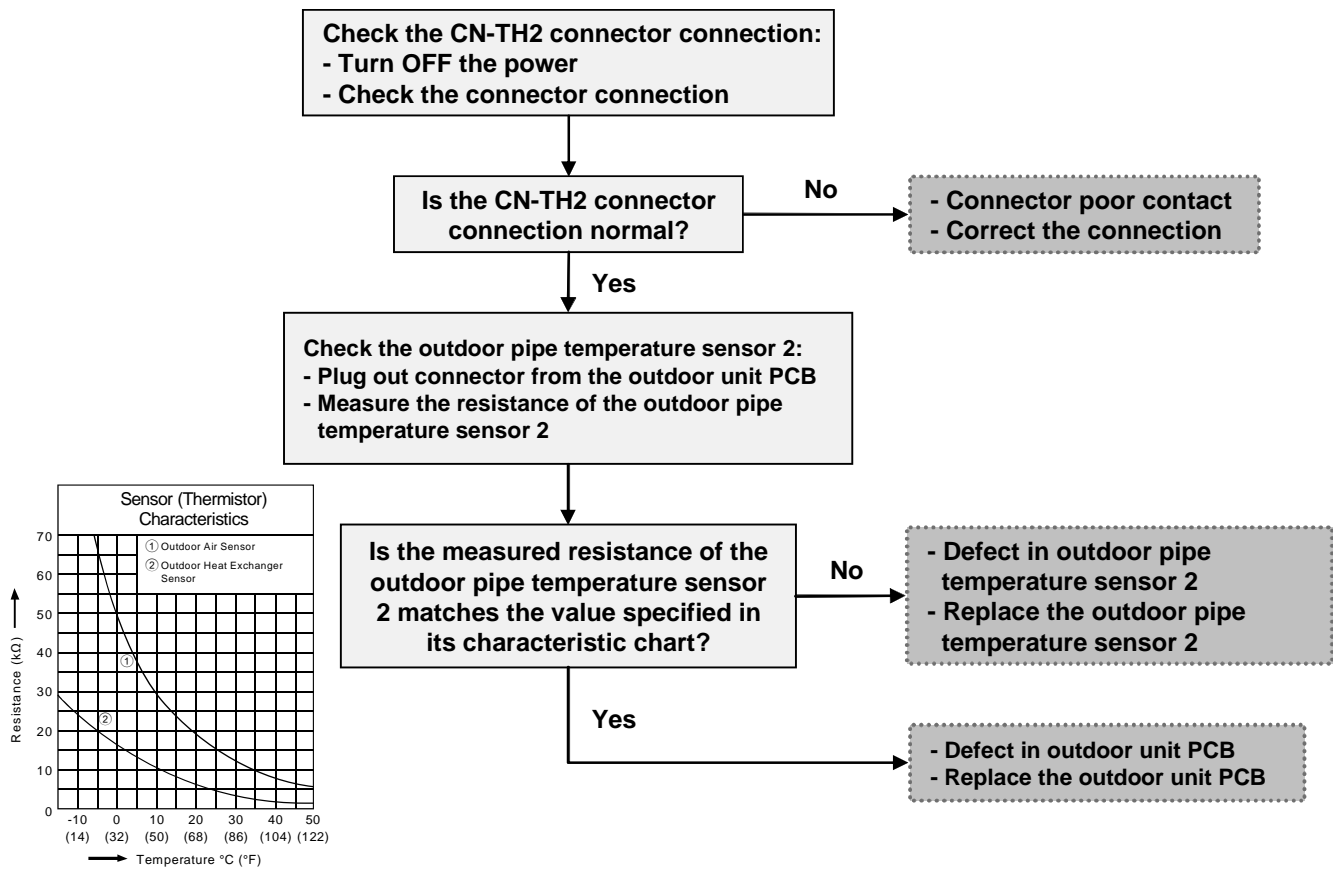 Check the CN-TH2 connector connection:
- Turn OFF the power
- Check the connector connection
Is the CN-TH2 connector
connection normal?
No
- Connector poor contact
- Correct the connection
Yes
Check the outdoor pipe temperature sensor 2:
- Plug out connector from the outdoor unit PCB
- Measure the resistance of the outdoor pipe
temperature sensor 2
Is the measured resistance of the
outdoor pipe temperature sensor
2 matches the value specified in
its characteristic chart?
No
- Defect in outdoor pipe
temperature sensor 2
- Replace the outdoor pipe
temperature sensor 2
Yes
- Defect in outdoor unit PCB
- Replace the outdoor unit PCB
Sensor (Thermistor)
Characteristics
① Outdoor Air Sensor
② Outdoor Heat Exchanger
Sensor
70
60
50
40
30
20
10
0
Resistance (kΩ)
①
②
-10 0 10 20 30 40 50
(14) (32) (50) (68) (86) (104) (122)
Temperature °C (°F)